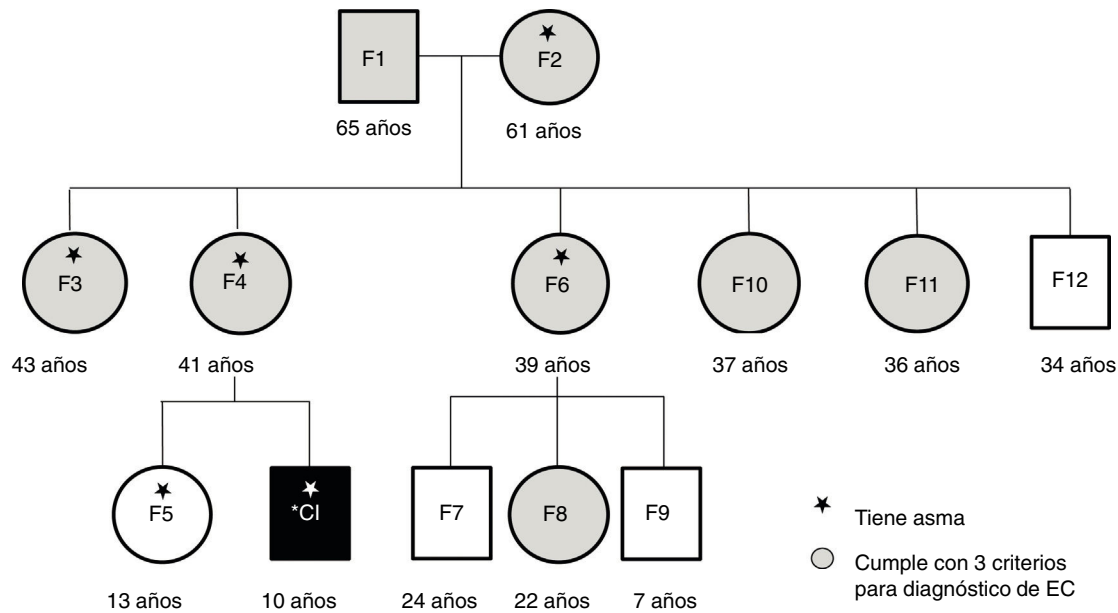 F1
F2
65 años
61 años
F3
F4
F6
F10
F11
F12
43 años
41 años
39 años
37 años
36 años
34 años
F5
*CI
F7
F8
F9
13 años
10 años
24 años
22 años
7 años
Tiene asma
Cumple con 3 criterios
para diagnóstico de EC